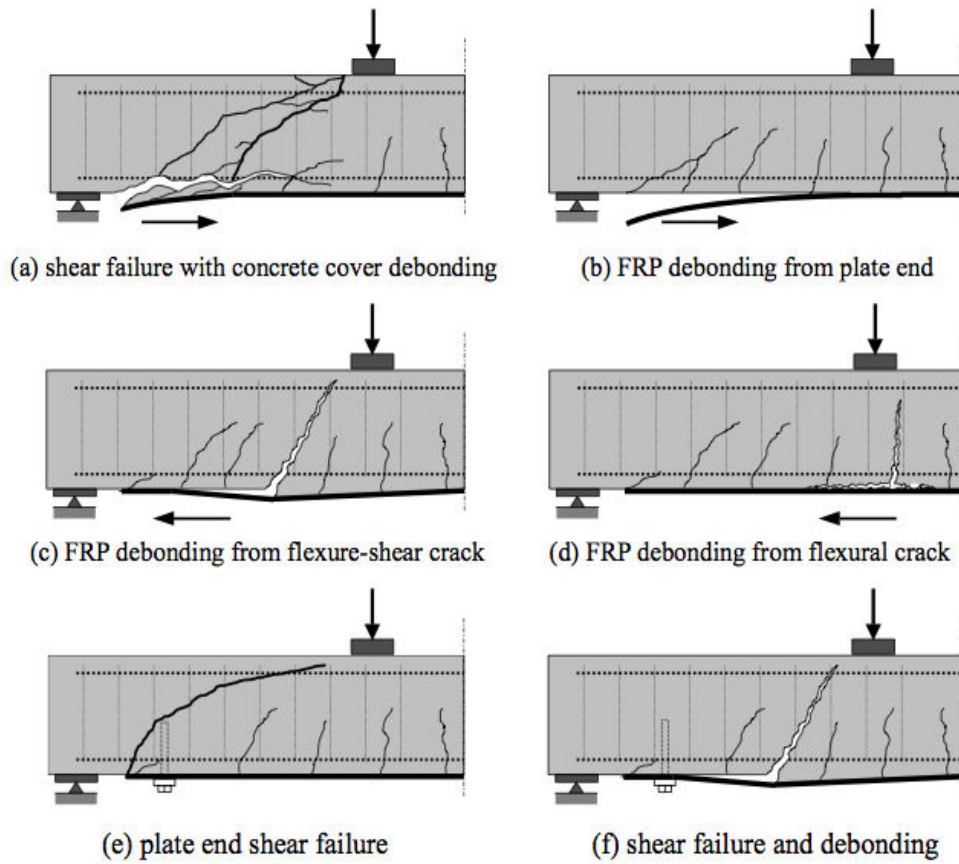 (a) shear failure with concrete cover debonding
(b) FRP debonding from plate end
(c) FRP debonding from flexure-shear crack
(d) FRP debonding from flexural crack
(e) plate end shear failure
(f) shear failure and debonding